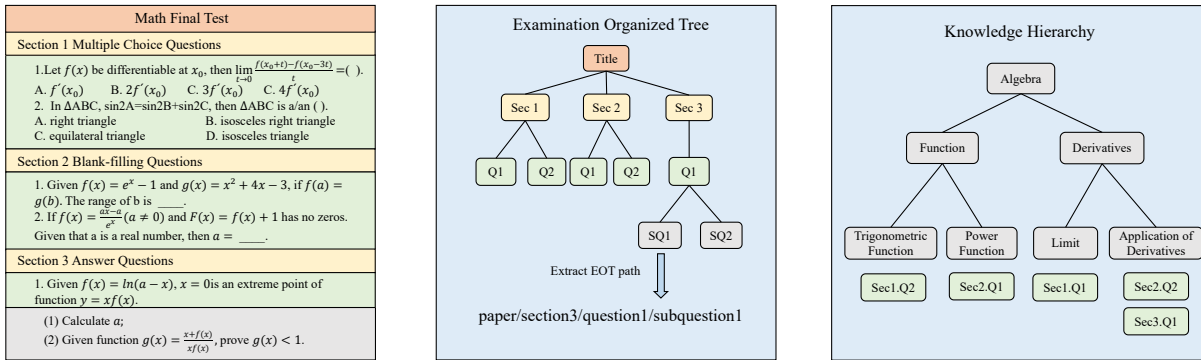 Math Final Test
Section 1 Multiple Choice Questions
1.Let f(x) be differentiable at x₀, then lim t→0 (f(x₀+t)−f(x₀−3t))/t =( ).
A. f′(x₀) B. 2f′(x₀) C. 3f′(x₀) C. 4f′(x₀)
2. In ΔABC, sin2A=sin2B+sin2C, then ΔABC is a/an ( ).
A. right triangle B. isosceles right triangle
C. equilateral triangle D. isosceles triangle
Section 2 Blank-filling Questions
1. Given f(x) = eˣ − 1 and g(x) = x² + 4x − 3, if f(a) =
g(b). The range of b is ____.
2. If f(x) = (ax−a)/eˣ (a ≠ 0) and F(x) = f(x) + 1 has no zeros.
Given that a is a real number, then a = ____.
Section 3 Answer Questions
1. Given f(x) = ln(a − x), x = 0is an extreme point of
function y = xf(x).
(1) Calculate a;
(2) Given function g(x) = (x+f(x))/(xf(x)), prove g(x) < 1.
Examination Organized Tree
Title
Sec 1 Sec 2 Sec 3
Q1 Q2 Q1 Q2 Q1
SQ1 SQ2
Extract EOT path
paper/section3/question1/subquestion1
Knowledge Hierarchy
Algebra
Function Derivatives
Trigonometric Function
Power Function
Limit
Application of Derivatives
Sec1.Q2 Sec2.Q1 Sec1.Q1 Sec2.Q2
Sec3.Q1